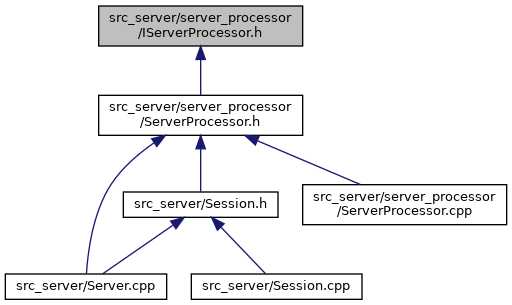 src_server/server_processor
/IServerProcessor.h
src_server/server_processor
/ServerProcessor.h
src_server/Session.h
src_server/server_processor
/ServerProcessor.cpp
src_server/Server.cpp
src_server/Session.cpp